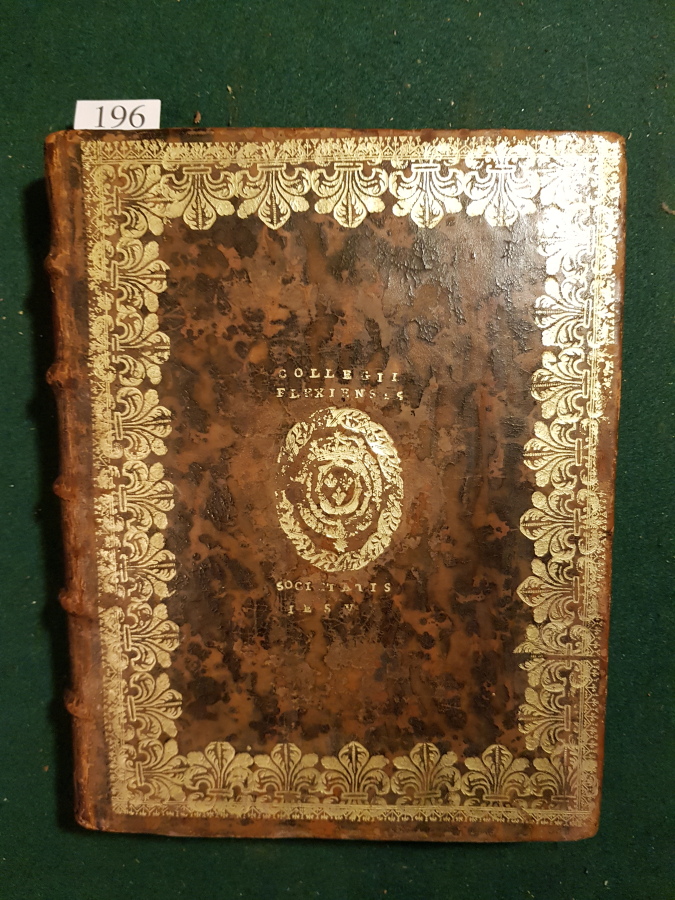 196
COLLEGII
FLEXIENSIS
SOCIETATIS
IESV